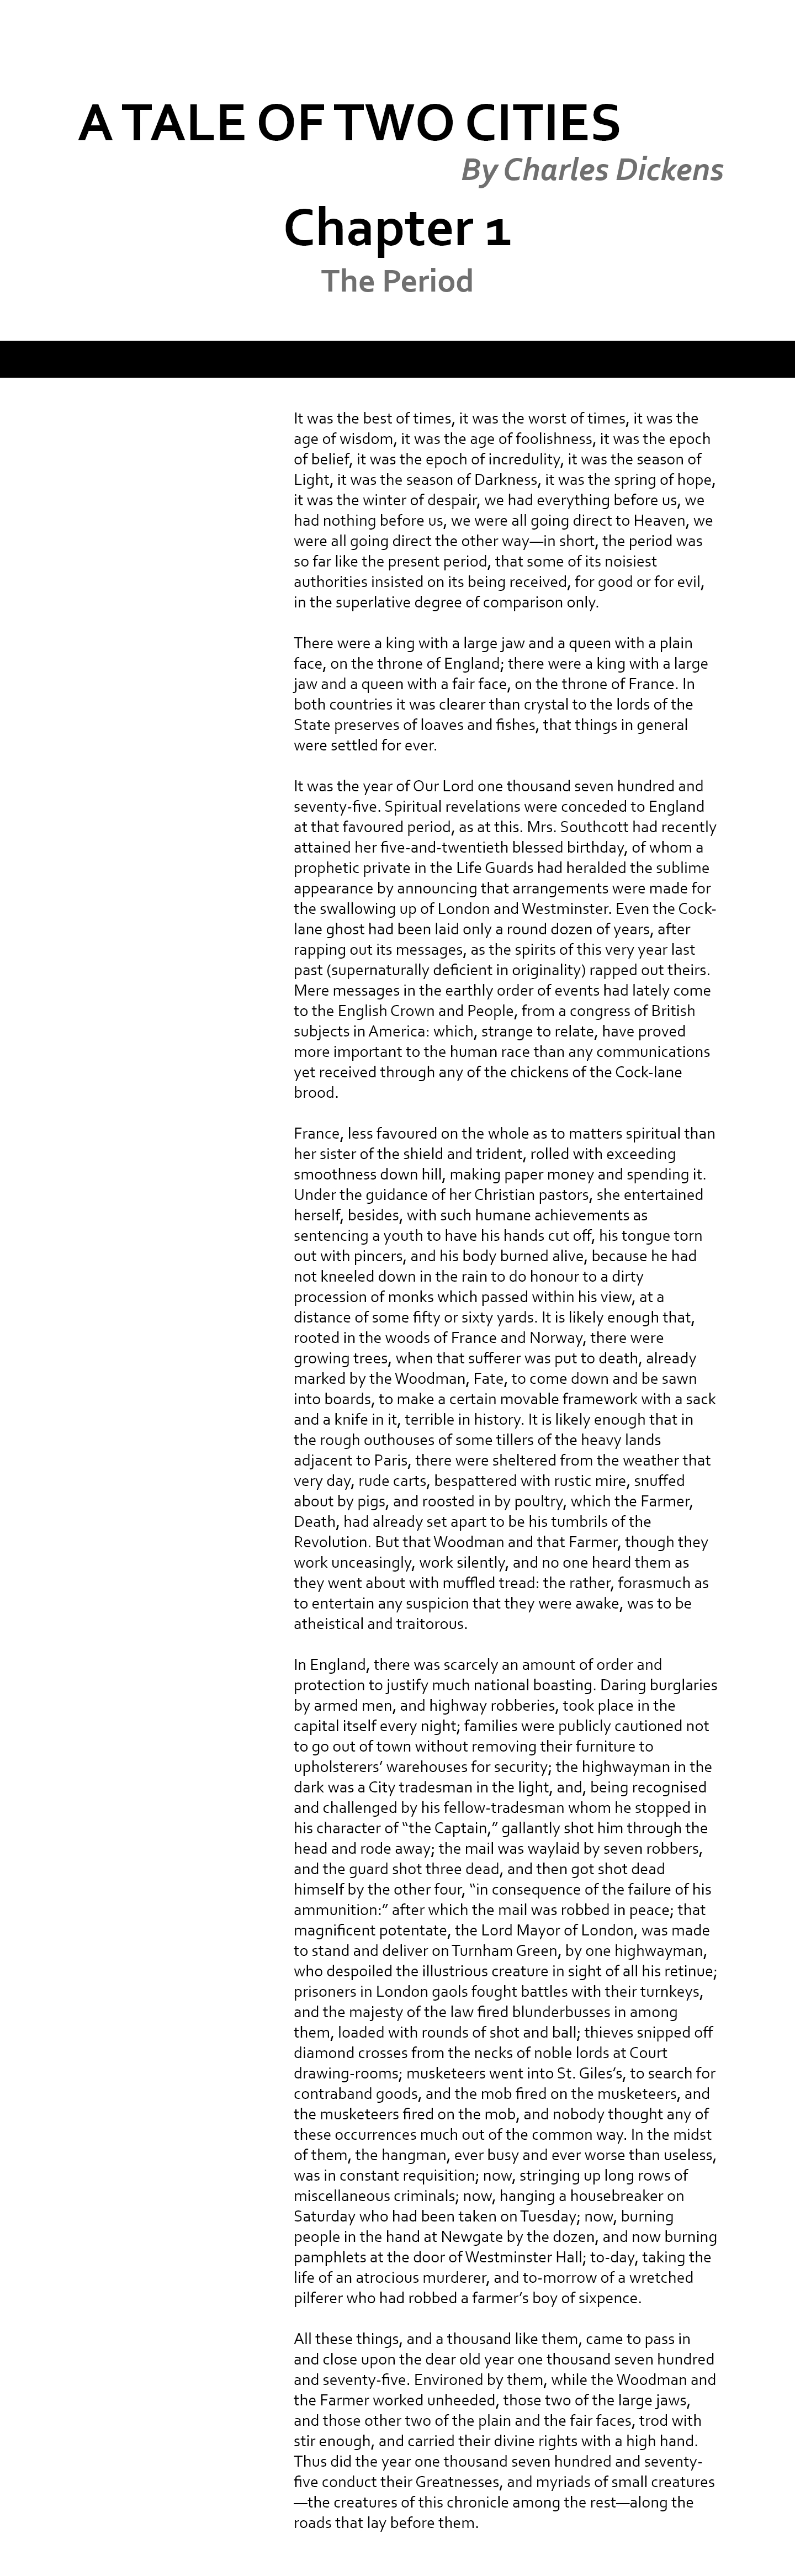 A TALE OF TWO CITIES
By Charles Dickens
Chapter 1
The Period
It was the best of times, it was the worst of times, it was the
age of wisdom, it was the age of foolishness, it was the epoch
of belief, it was the epoch of incredulity, it was the season of
Light, it was the season of Darkness, it was the spring of hope,
it was the winter of despair, we had everything before us, we
had nothing before us, we were all going direct to Heaven, we
were all going direct the other way—in short, the period was
so far like the present period, that some of its noisiest
authorities insisted on its being received, for good or for evil,
in the superlative degree of comparison only.
There were a king with a large jaw and a queen with a plain
face, on the throne of England; there were a king with a large
jaw and a queen with a fair face, on the throne of France. In
both countries it was clearer than crystal to the lords of the
State preserves of loaves and fishes, that things in general
were settled for ever.
It was the year of Our Lord one thousand seven hundred and
seventy-five. Spiritual revelations were conceded to England
at that favoured period, as at this. Mrs. Southcott had recently
attained her five-and-twentieth blessed birthday, of whom a
prophetic private in the Life Guards had heralded the sublime
appearance by announcing that arrangements were made for
the swallowing up of London and Westminster. Even the Cock-
lane ghost had been laid only a round dozen of years, after
rapping out its messages, as the spirits of this very year last
past (supernaturally deficient in originality) rapped out theirs.
Mere messages in the earthly order of events had lately come
to the English Crown and People, from a congress of British
subjects in America: which, strange to relate, have proved
more important to the human race than any communications
yet received through any of the chickens of the Cock-lane
brood.
France, less favoured on the whole as to matters spiritual than
her sister of the shield and trident, rolled with exceeding
smoothness down hill, making paper money and spending it.
Under the guidance of her Christian pastors, she entertained
herself, besides, with such humane achievements as
sentencing a youth to have his hands cut off, his tongue torn
out with pincers, and his body burned alive, because he had
not kneeled down in the rain to do honour to a dirty
procession of monks which passed within his view, at a
distance of some fifty or sixty yards. It is likely enough that,
rooted in the woods of France and Norway, there were
growing trees, when that sufferer was put to death, already
marked by the Woodman, Fate, to come down and be sawn
into boards, to make a certain movable framework with a sack
and a knife in it, terrible in history. It is likely enough that in
the rough outhouses of some tillers of the heavy lands
adjacent to Paris, there were sheltered from the weather that
very day, rude carts, bespattered with rustic mire, snuffed
about by pigs, and roosted in by poultry, which the Farmer,
Death, had already set apart to be his tumbrils of the
Revolution. But that Woodman and that Farmer, though they
work unceasingly, work silently, and no one heard them as
they went about with muffled tread: the rather, forasmuch as
to entertain any suspicion that they were awake, was to be
atheistical and traitorous.
In England, there was scarcely an amount of order and
protection to justify much national boasting. Daring burglaries
by armed men, and highway robberies, took place in the
capital itself every night; families were publicly cautioned not
to go out of town without removing their furniture to
upholsterers’ warehouses for security; the highwayman in the
dark was a City tradesman in the light, and, being recognised
and challenged by his fellow-tradesman whom he stopped in
his character of “the Captain,” gallantly shot him through the
head and rode away; the mail was waylaid by seven robbers,
and the guard shot three dead, and then got shot dead
himself by the other four, “in consequence of the failure of his
ammunition:” after which the mail was robbed in peace; that
magnificent potentate, the Lord Mayor of London, was made
to stand and deliver on Turnham Green, by one highwayman,
who despoiled the illustrious creature in sight of all his retinue;
prisoners in London gaols fought battles with their turnkeys,
and the majesty of the law fired blunderbusses in among
them, loaded with rounds of shot and ball; thieves snipped off
diamond crosses from the necks of noble lords at Court
drawing-rooms; musketeers went into St. Giles’s, to search for
contraband goods, and the mob fired on the musketeers, and
the musketeers fired on the mob, and nobody thought any of
these occurrences much out of the common way. In the midst
of them, the hangman, ever busy and ever worse than useless,
was in constant requisition; now, stringing up long rows of
miscellaneous criminals; now, hanging a housebreaker on
Saturday who had been taken on Tuesday; now, burning
people in the hand at Newgate by the dozen, and now burning
pamphlets at the door of Westminster Hall; to-day, taking the
life of an atrocious murderer, and to-morrow of a wretched
pilferer who had robbed a farmer’s boy of sixpence.
All these things, and a thousand like them, came to pass in
and close upon the dear old year one thousand seven hundred
and seventy-five. Environed by them, while the Woodman and
the Farmer worked unheeded, those two of the large jaws,
and those other two of the plain and the fair faces, trod with
stir enough, and carried their divine rights with a high hand.
Thus did the year one thousand seven hundred and seventy-
five conduct their Greatnesses, and myriads of small creatures
—the creatures of this chronicle among the rest—along the
roads that lay before them.